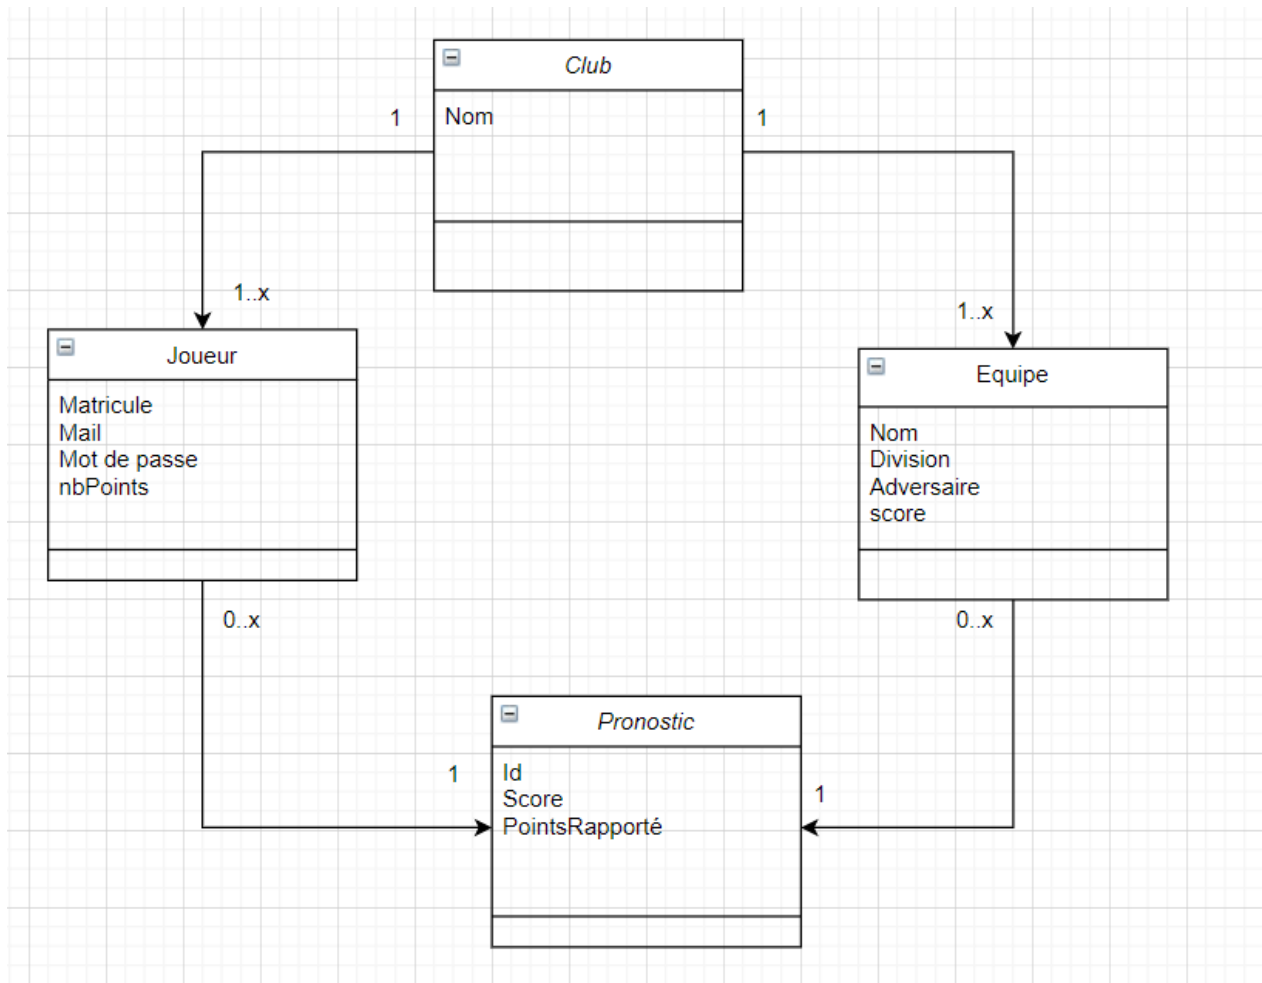 Club
1
Nom
1
1..x
1..x
Joueur
Matricule
Mail
Mot de passe
nbPoints
Equipe
Nom
Division
Adversaire
score
0..x
0..x
Pronostic
1
Id
Score
PointsRapporté
1